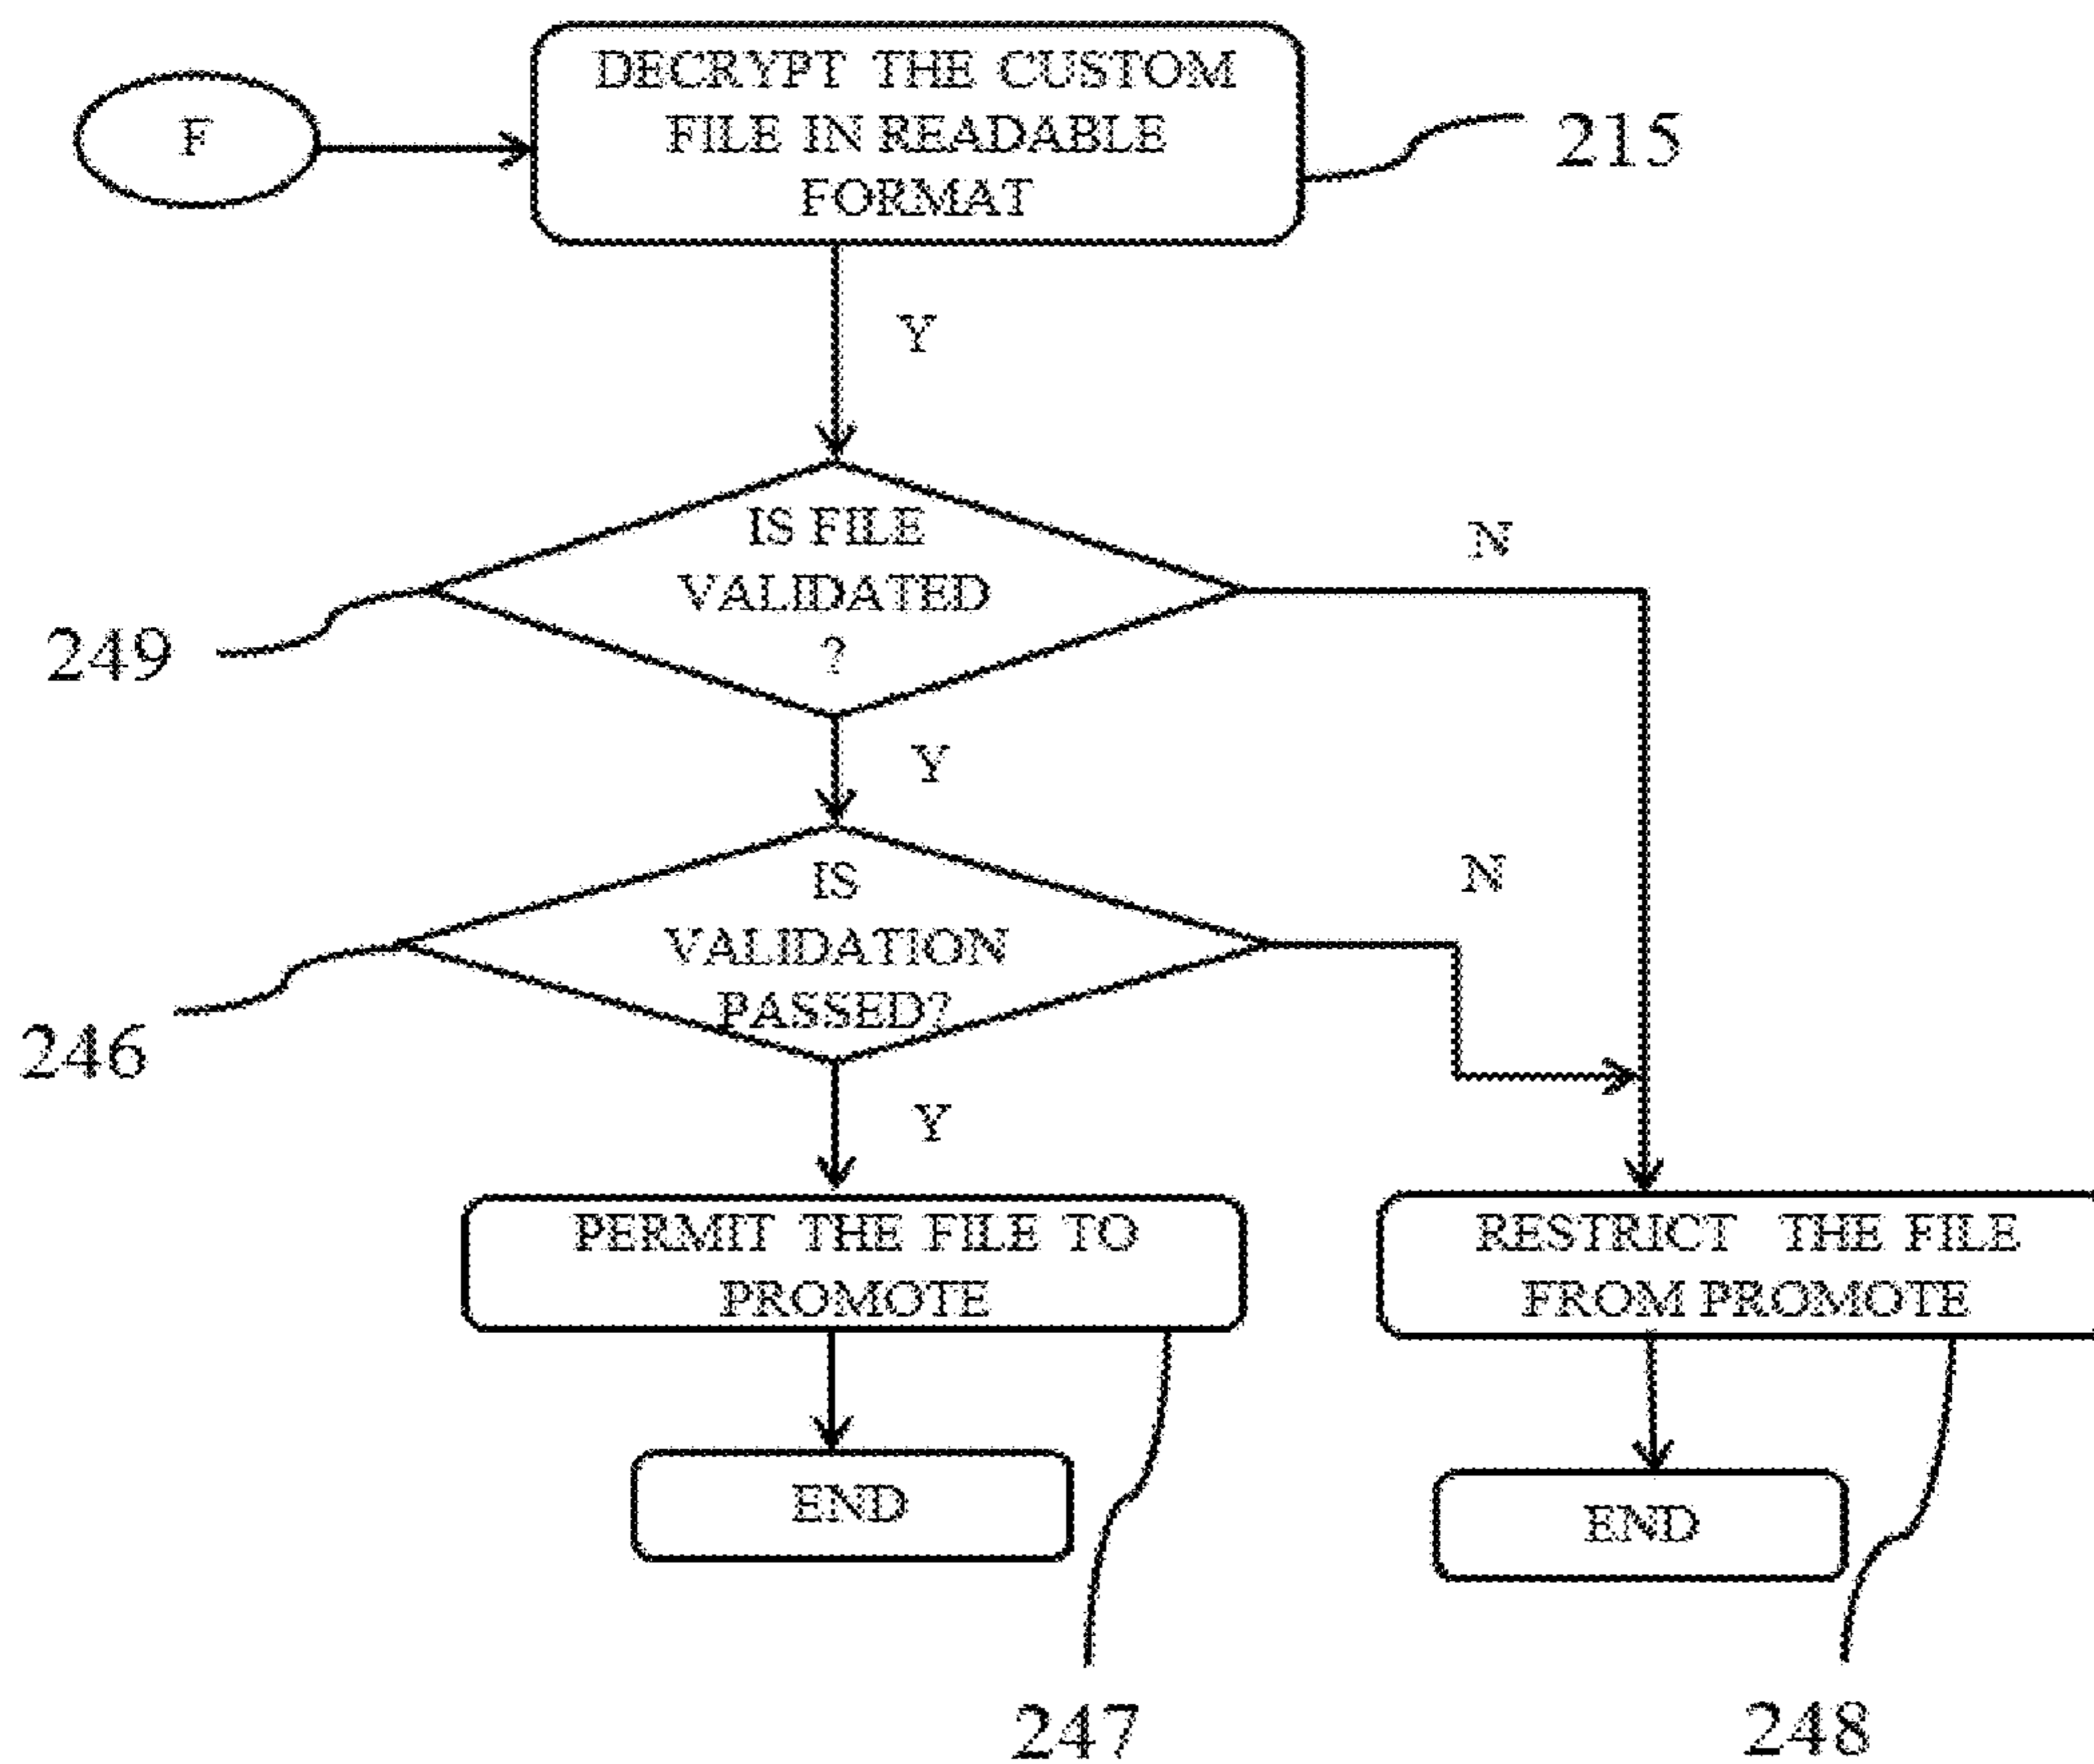 F
DECRYPT THE CUSTOM
FILE IN READABLE
FORMAT
215
Y
IS FILE
VALIDATED
?
N
249
Y
IS
VALIDATION
PASSED?
N
246
Y
PERMIT THE FILE TO
PROMOTE
RESTRICT THE FILE
FROM PROMOTE
END
END
247
248